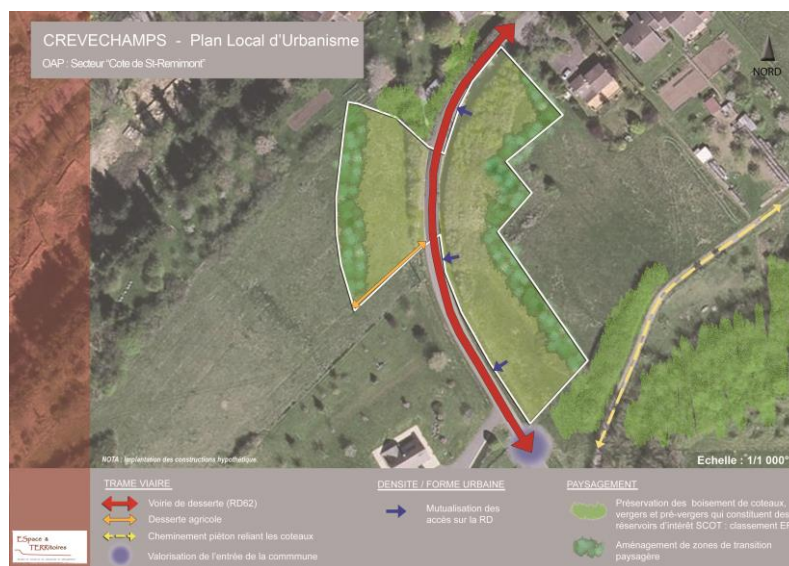 CREVECHAMPS - Plan Local d'Urbanisme
OAP : Secteur "Cote de St-Remimont"
NORD
NOTA : Implantation des constructions hypothétique
Echelle : 1/1 000°
TRAME VIAIRE
Voirie de desserte (RD62)
Desserte agricole
Cheminement piéton reliant les coteaux
Valorisation de l'entrée de la commmune
DENSITE / FORME URBAINE
Mutualisation des
accès sur la RD
PAYSAGEMENT
Préservation des boisement de coteaux,
vergers et pré-vergers qui constituent des
réservoirs d'intérêt SCOT : classement
Aménagement de zones de transition
paysagère
ESpace &
TERRitoires